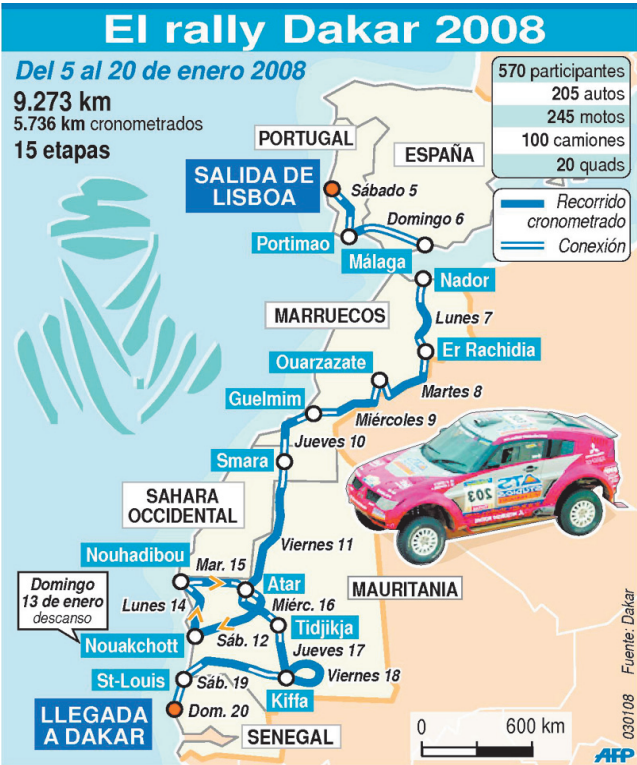 El rally Dakar 2008
Del 5 al 20 de enero 2008
9.273 km
5.736 km cronometrados
15 etapas
570 participantes
205 autos
245 motos
100 camiones
20 quads
Recorrido
cronometrado
Conexión
PORTUGAL
ESPAÑA
SALIDA DE
LISBOA
Sábado 5
Domingo 6
Portimao
Málaga
Nador
MARRUECOS
Lunes 7
Er Rachidia
Ouarzazate
Martes 8
Guelmim
Miércoles 9
Jueves 10
Smara
SAHARA
OCCIDENTAL
Viernes 11
Nouhadibou
Mar. 15
Atar
MAURITANIA
Domingo
13 de enero
descanso
Lunes 14
Miérc. 16
Tidjikja
Nouakchott
Sáb. 12
Jueves 17
Viernes 18
St-Louis
Sáb. 19
Kiffa
LLEGADA
A DAKAR
Dom. 20
SENEGAL
0 600 km
030108 Fuente: Dakar
AFP
203